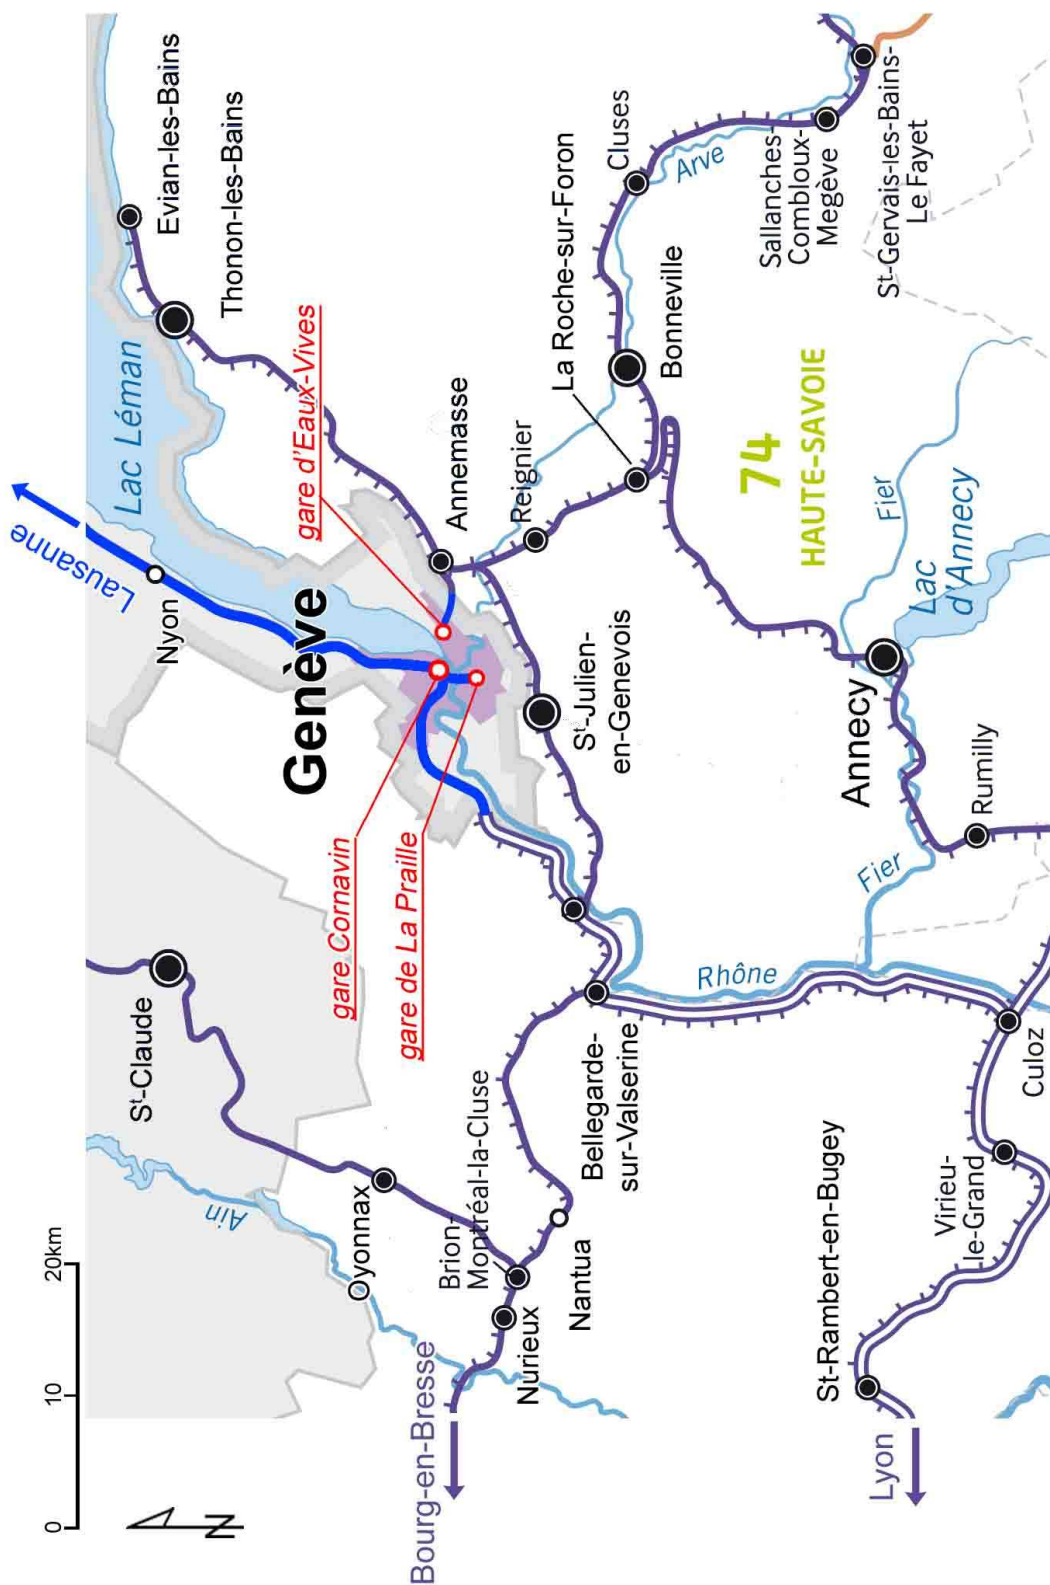 0
10
20km
N
Lausanne
Nyon
Lac Léman
Evian-les-Bains
Thonon-les-Bains
Genève
gare d'Eaux-Vives
gare Cornavin
gare de La Praille
Annemasse
Reignier
La Roche-sur-Foron
Bonneville
Cluses
Arve
Sallanches-
Combloux-
Megève
St-Gervais-les-Bains-
Le Fayet
74
HAUTE-SAVOIE
St-Julien-
en-Genevois
Fier
Lac
d'Annecy
Annecy
Rumilly
Fier
Rhône
St-Claude
Ain
Oyonnax
Brion-
Montréal-la-Cluse
Nurieux
Nantua
Bellegarde-
sur-Valserine
Bourg-en-Bresse
Culoz
Virieu-
le-Grand
St-Rambert-en-Bugey
Lyon